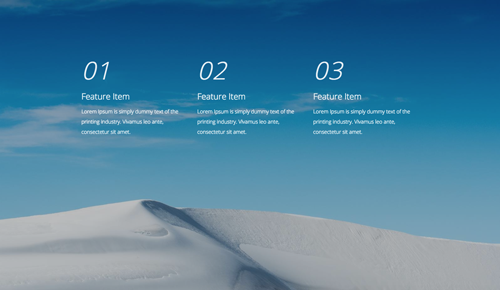 01
Feature Item
Lorem Ipsum is simply dummy text of the
printing industry. Vivamus leo ante,
consectetur sit amet.
02
Feature Item
Lorem Ipsum is simply dummy text of the
printing industry. Vivamus leo ante,
consectetur sit amet.
03
Feature Item
Lorem Ipsum is simply dummy text of the
printing industry. Vivamus leo ante,
consectetur sit amet.